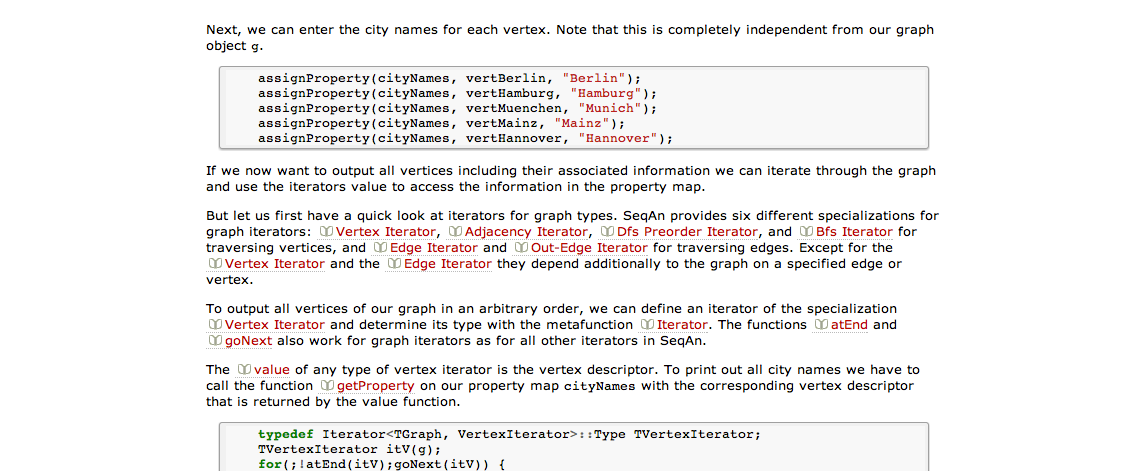 Next, we can enter the city names for each vertex. Note that this is completely independent from our graph
object g.
assignProperty(cityNames, vertBerlin, "Berlin");
assignProperty(cityNames, vertHamburg, "Hamburg");
assignProperty(cityNames, vertMuenchen, "Munich");
assignProperty(cityNames, vertMainz, "Mainz");
assignProperty(cityNames, vertHannover, "Hannover");
If we now want to output all vertices including their associated information we can iterate through the graph
and use the iterators value to access the information in the property map.
But let us first have a quick look at iterators for graph types. SeqAn provides six different specializations for
graph iterators: Vertex Iterator, Adjacency Iterator, Dfs Preorder Iterator, and Bfs Iterator for
traversing vertices, and Edge Iterator and Out-Edge Iterator for traversing edges. Except for the
Vertex Iterator and the Edge Iterator they depend additionally to the graph on a specified edge or
vertex.
To output all vertices of our graph in an arbitrary order, we can define an iterator of the specialization
Vertex Iterator and determine its type with the metafunction Iterator. The functions atEnd and
goNext also work for graph iterators as for all other iterators in SeqAn.
The value of any type of vertex iterator is the vertex descriptor. To print out all city names we have to
call the function getProperty on our property map cityNames with the corresponding vertex descriptor
that is returned by the value function.
typedef Iterator<TGraph, VertexIterator>::Type TVertexIterator;
TVertexIterator itV(g);
for(;!atEnd(itV);goNext(itV)) {